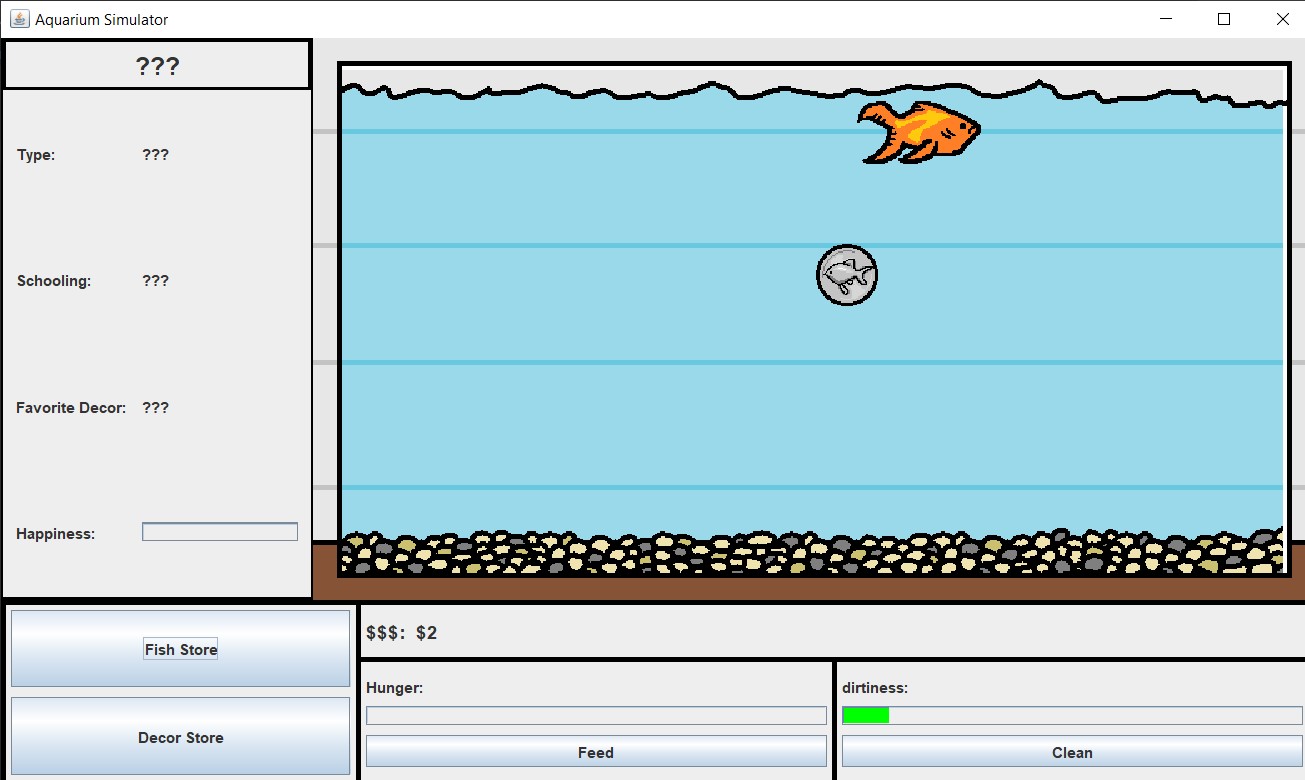 Aquarium Simulator
???
Type: ???
Schooling: ???
Favorite Decor: ???
Happiness:
Fish Store
Decor Store
$$$: $2
Hunger:
Feed
dirtiness:
Clean